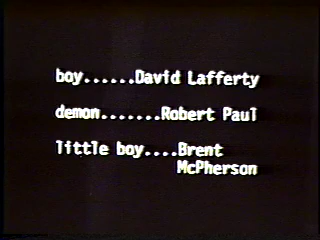 boy......David Lafferty
demon.......Robert Paul
little boy....Brent
McPherson